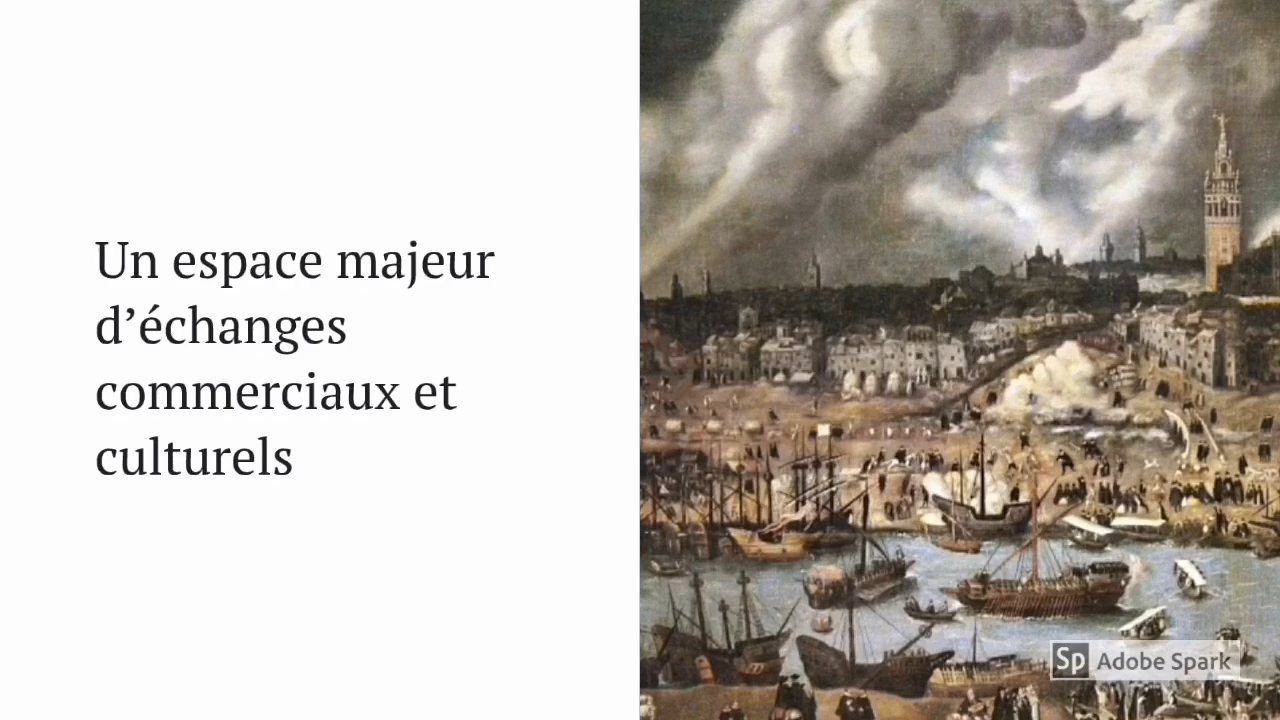 Un espace majeur
d’échanges
commerciaux et
culturels
Sp Adobe Spark